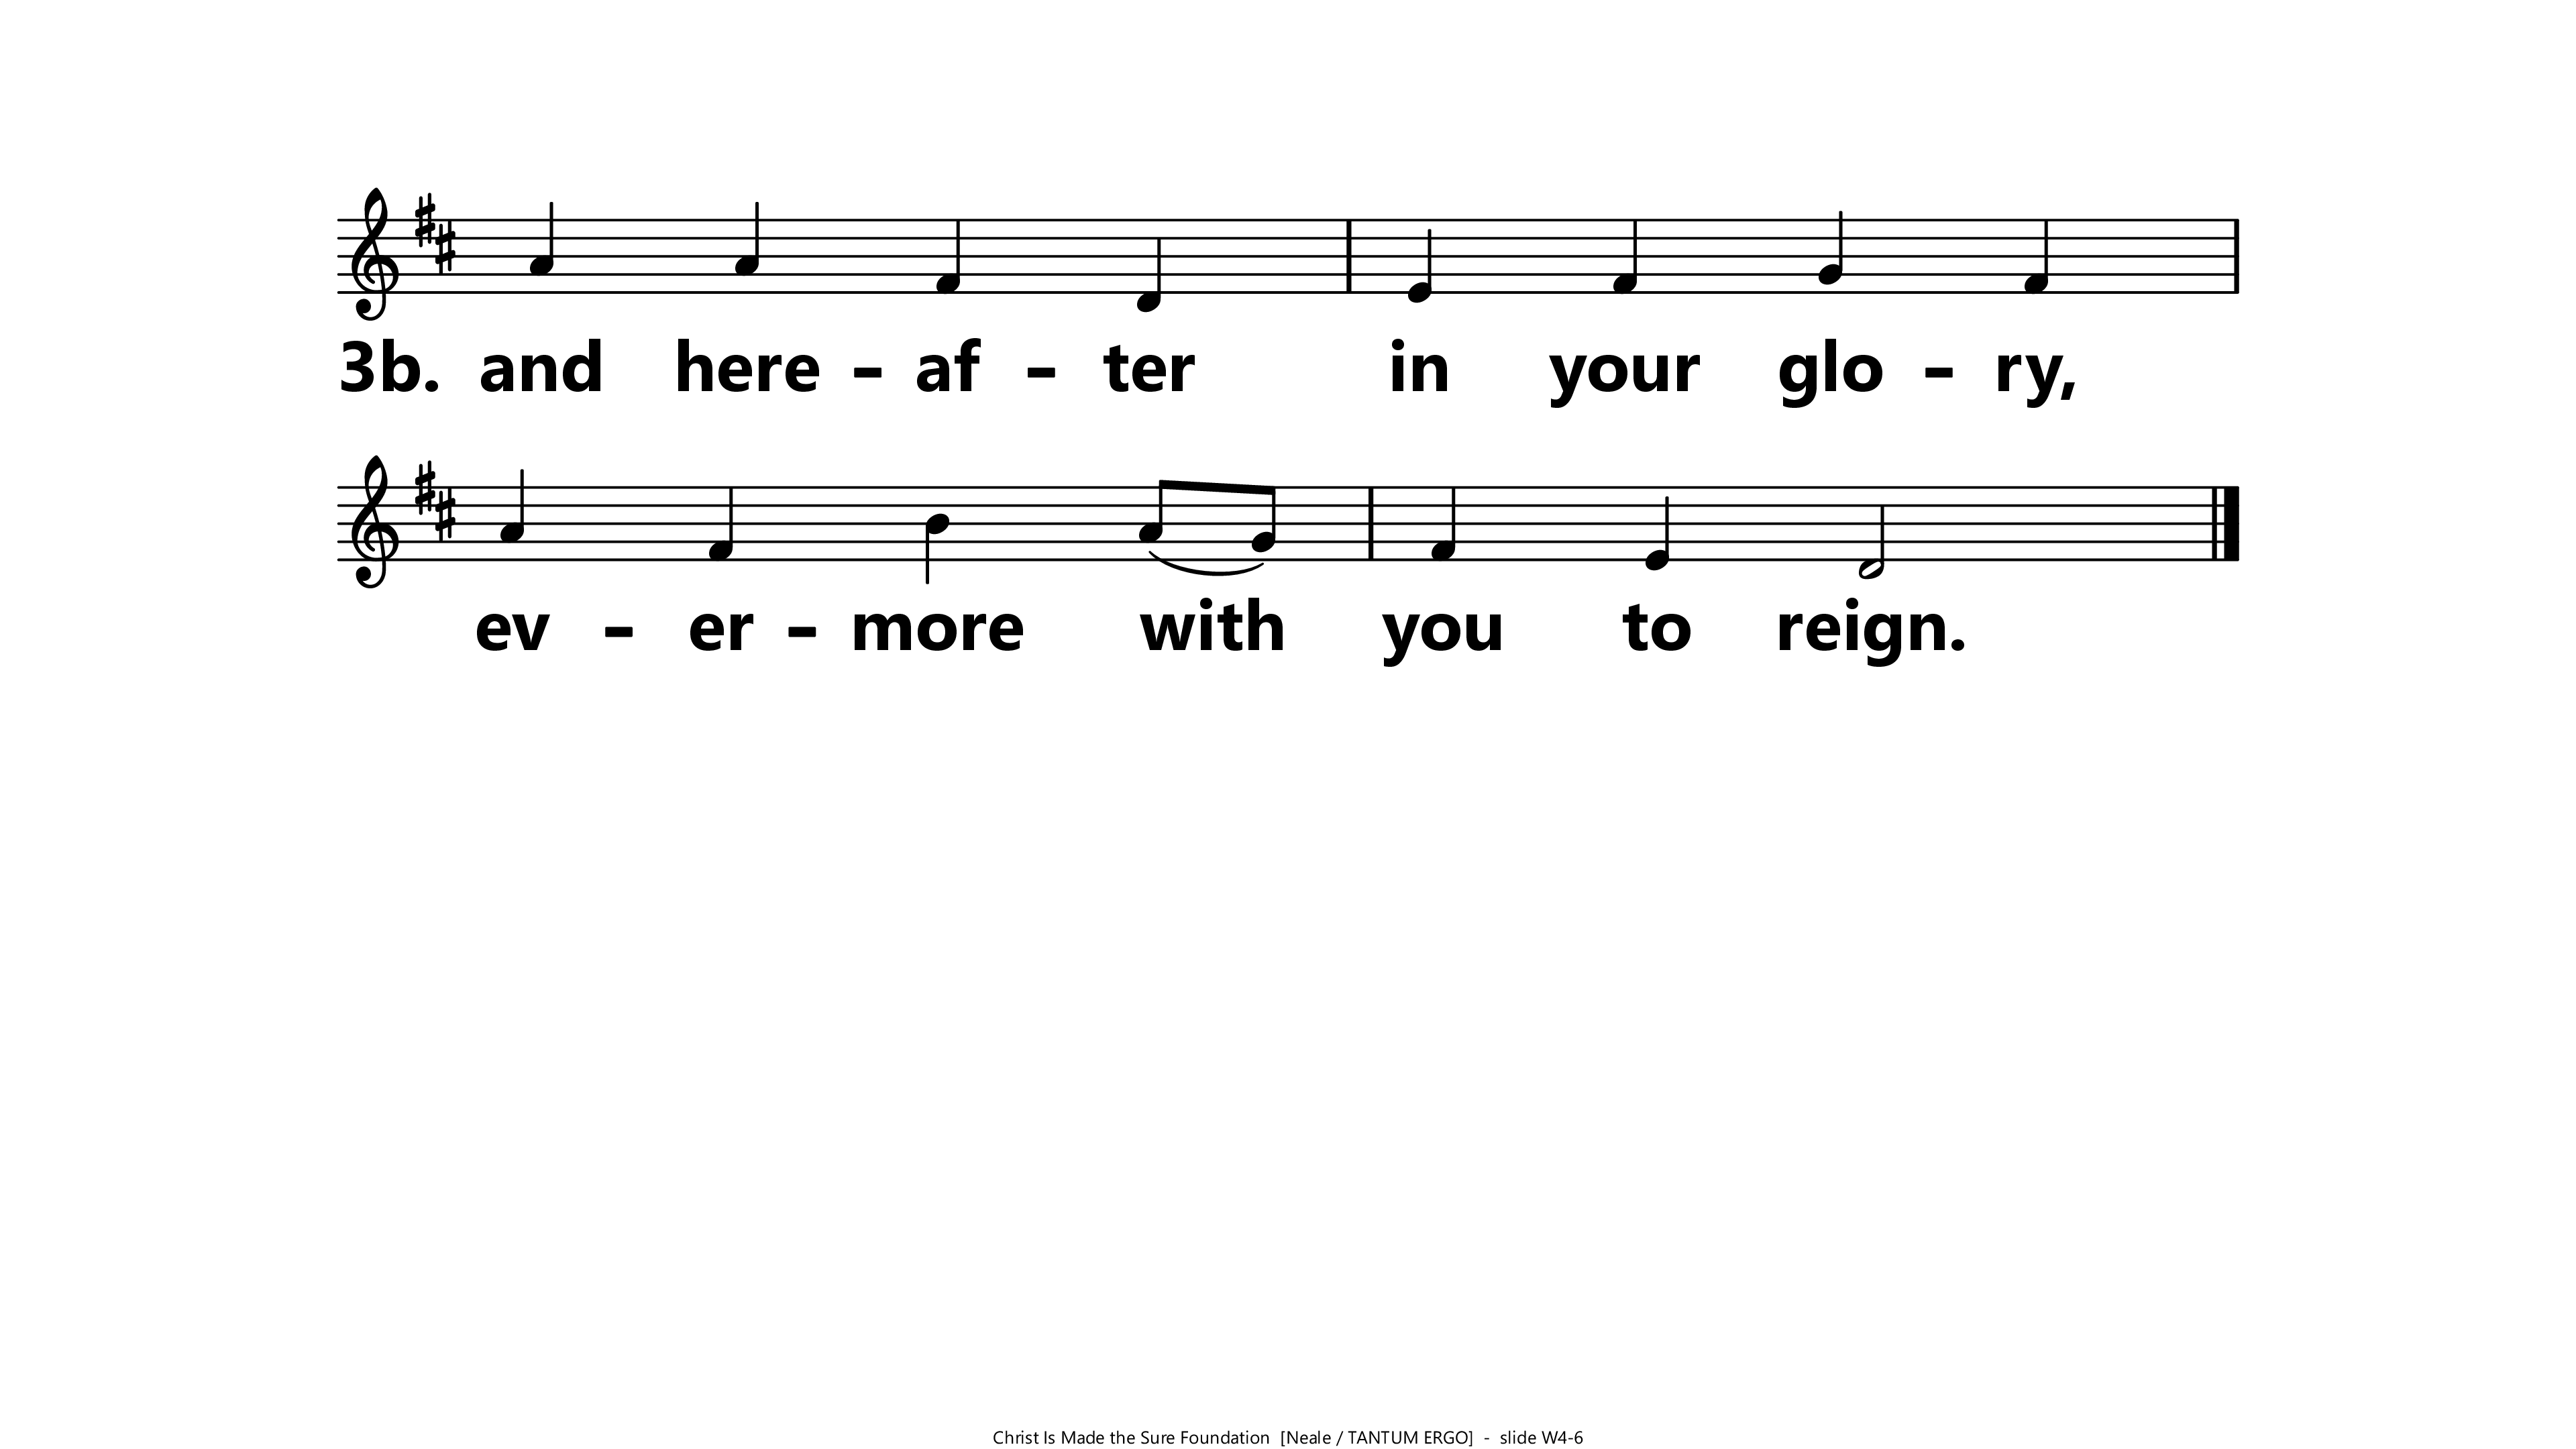 3b. and here - af - ter in your glo - ry,
ev - er - more with you to reign.
Christ Is Made the Sure Foundation [Neale / TANTUM ERGO] - slide W4-6